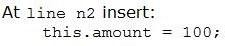 At line n2 insert:
this.amount = 100;